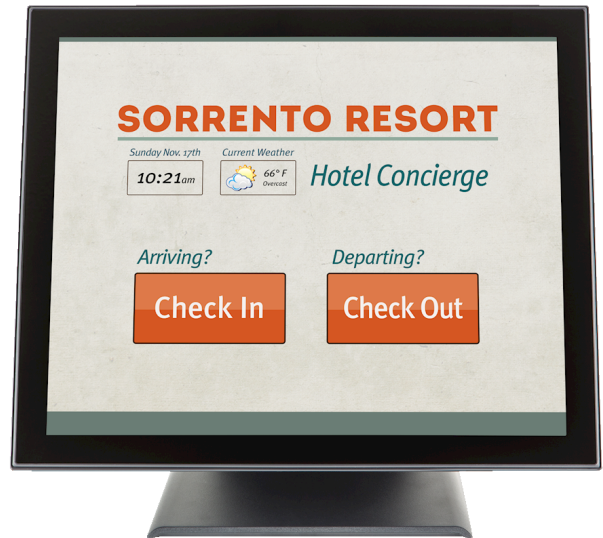 SORRENTO RESORT
Sunday Nov. 17th
10:21am
Current Weather
66° F
Overcast
Hotel Concierge
Arriving?
Check In
Departing?
Check Out